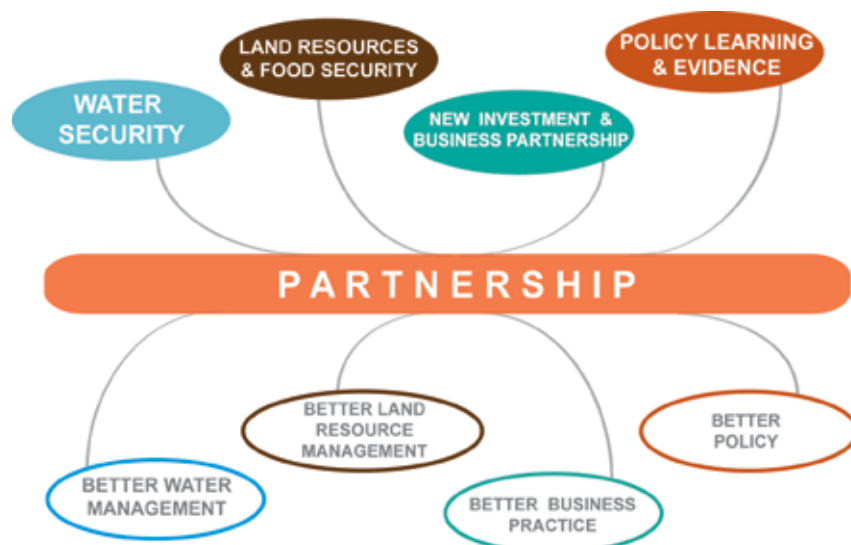 WATER
SECURITY
LAND RESOURCES
& FOOD SECURITY
NEW INVESTMENT &
BUSINESS PARTNERSHIP
POLICY LEARNING
& EVIDENCE
PARTNERSHIP
BETTER WATER
MANAGEMENT
BETTER LAND
RESOURCE
MANAGEMENT
BETTER BUSINESS
PRACTICE
BETTER
POLICY